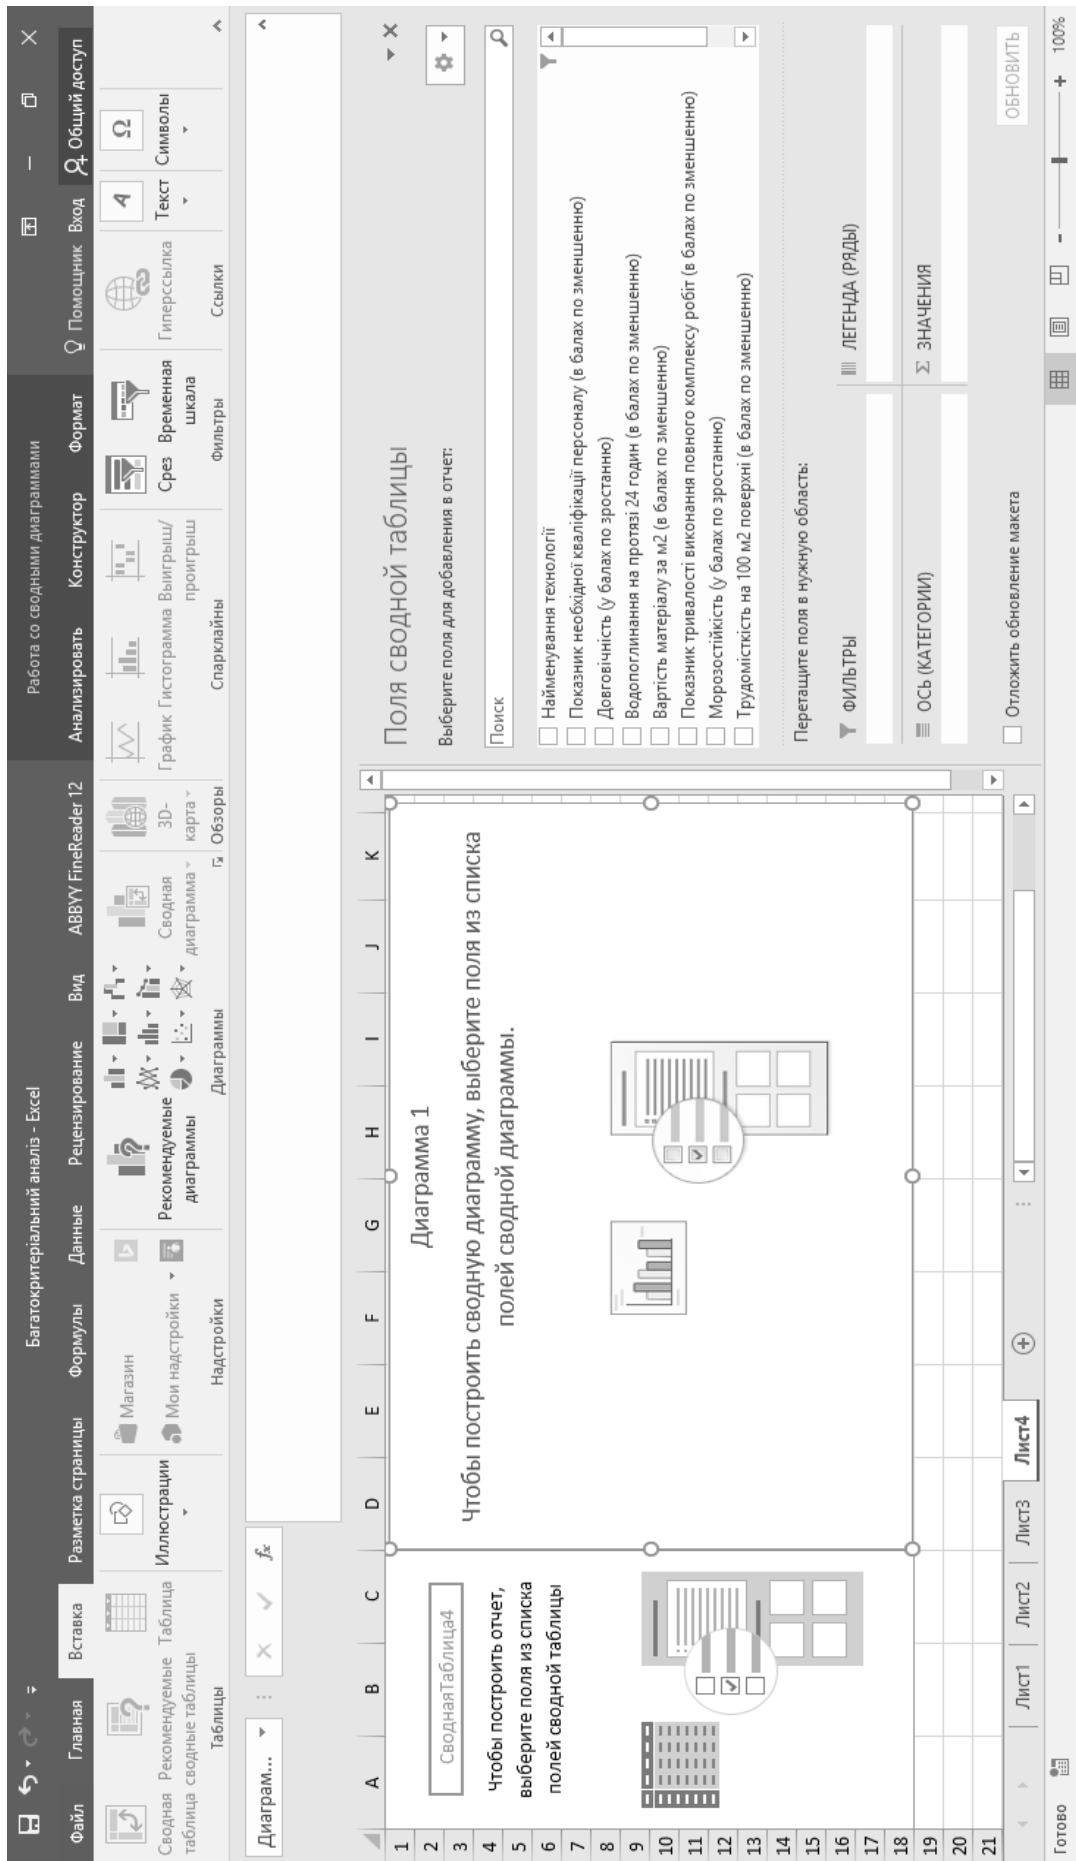 Багатокритеріальний аналіз - Excel
Работа со сводными диаграммами
Файл
Главная
Вставка
Разметка страницы
Формулы
Данные
Рецензирование
Вид
ABBYY FineReader 12
Анализировать
Конструктор
Формат
Помощник
Вход
Общий доступ
Сводная
таблица
Рекомендуемые
сводные таблицы
Таблица
Таблицы
Иллюстрации
Магазин
Мои надстройки
Надстройки
Рекомендуемые
диаграммы
Диаграммы
Сводная
диаграмма
3D-
карта
Обзоры
График
Гистограмма
Выигрыш/
проигрыш
Спарклайны
Срез
Временная
шкала
Фильтры
Гиперссылка
Ссылки
Текст
A
Символы
Ω
Диаграм...
fx
A B C D E F G H I J K
1
2
3
4
5
6
7
8
9
10
11
12
13
14
15
16
17
18
19
20
21
СводнаяТаблица4
Чтобы построить отчет,
выберите поля из списка
полей сводной таблицы
Диаграмма 1
Чтобы построить сводную диаграмму, выберите поля из списка
полей сводной диаграммы.
Поля сводной таблицы
Выберите поля для добавления в отчет:
Поиск
Найменування технології
Показник необхідної кваліфікації персоналу (в балах по зменшенню)
Довговічність (у балах по зростанню)
Водопоглинання на протязі 24 годин (в балах по зменшенню)
Вартість матеріалу за м2 (в балах по зменшенню)
Показник тривалості виконання повного комплексу робіт (в балах по зменшенню)
Морозостійкість (у балах по зростанню)
Трудомісткість на 100 м2 поверхні (в балах по зменшенню)
Перетащите поля в нужную область:
ФИЛЬТРЫ
ЛЕГЕНДА (РЯДЫ)
ОСЬ (КАТЕГОРИИ)
Σ ЗНАЧЕНИЯ
Отложить обновление макета
ОБНОВИТЬ
Лист1
Лист2
Лист3
Лист4
Готово
100%